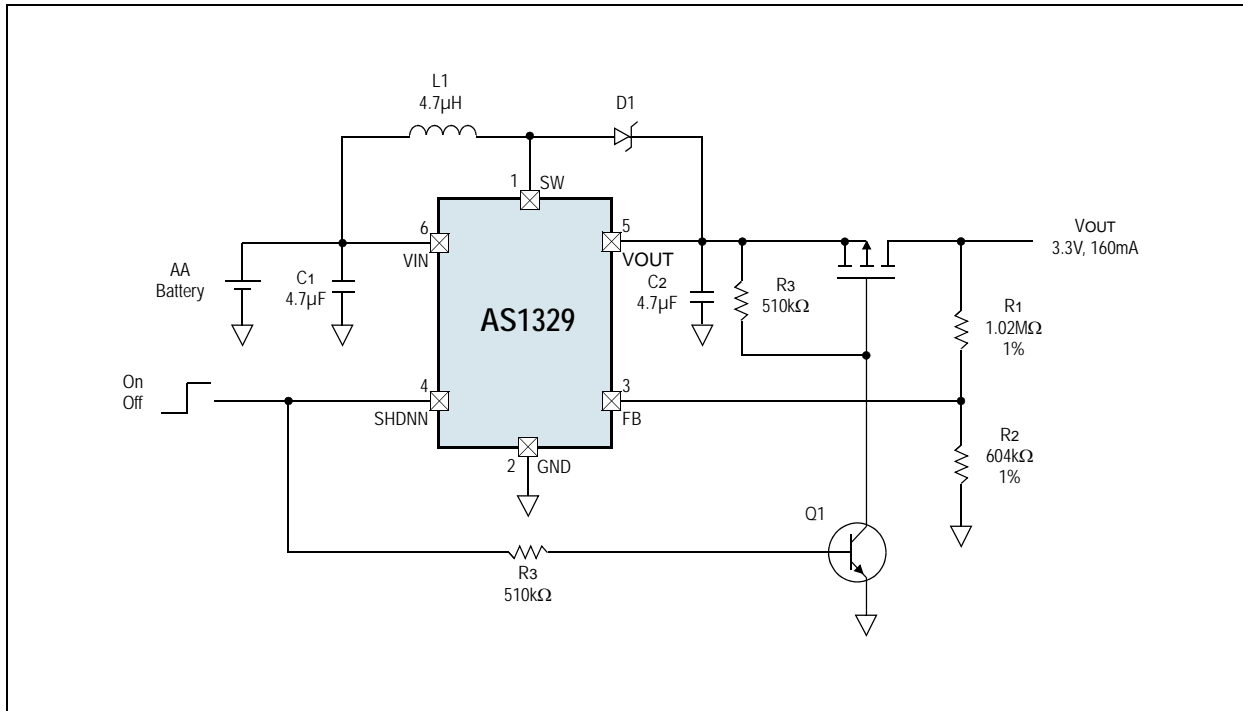 L1
4.7µH
D1
1
SW
6
VIN
5
VOUT
AA
Battery
C1
4.7µF
C2
4.7µF
R3
510kΩ
VOUT
3.3V, 160mA
AS1329
R1
1.02MΩ
1%
On
Off
4
SHDNN
3
FB
2
GND
R2
604kΩ
1%
Q1
R3
510kΩ